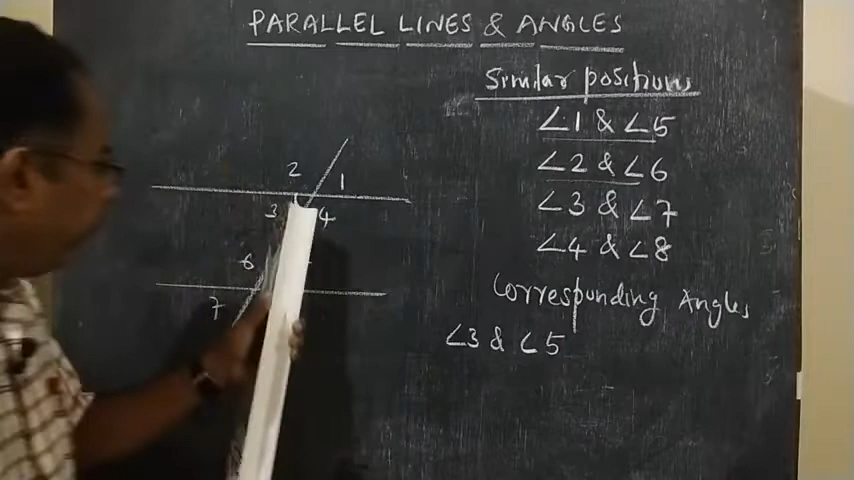 PARALLEL LINES & ANGLES
Similar positions
∠1 & ∠5
∠2 & ∠6
∠3 & ∠7
∠4 & ∠8
Corresponding Angles
∠3 & ∠5
2
1
3
4
6
7